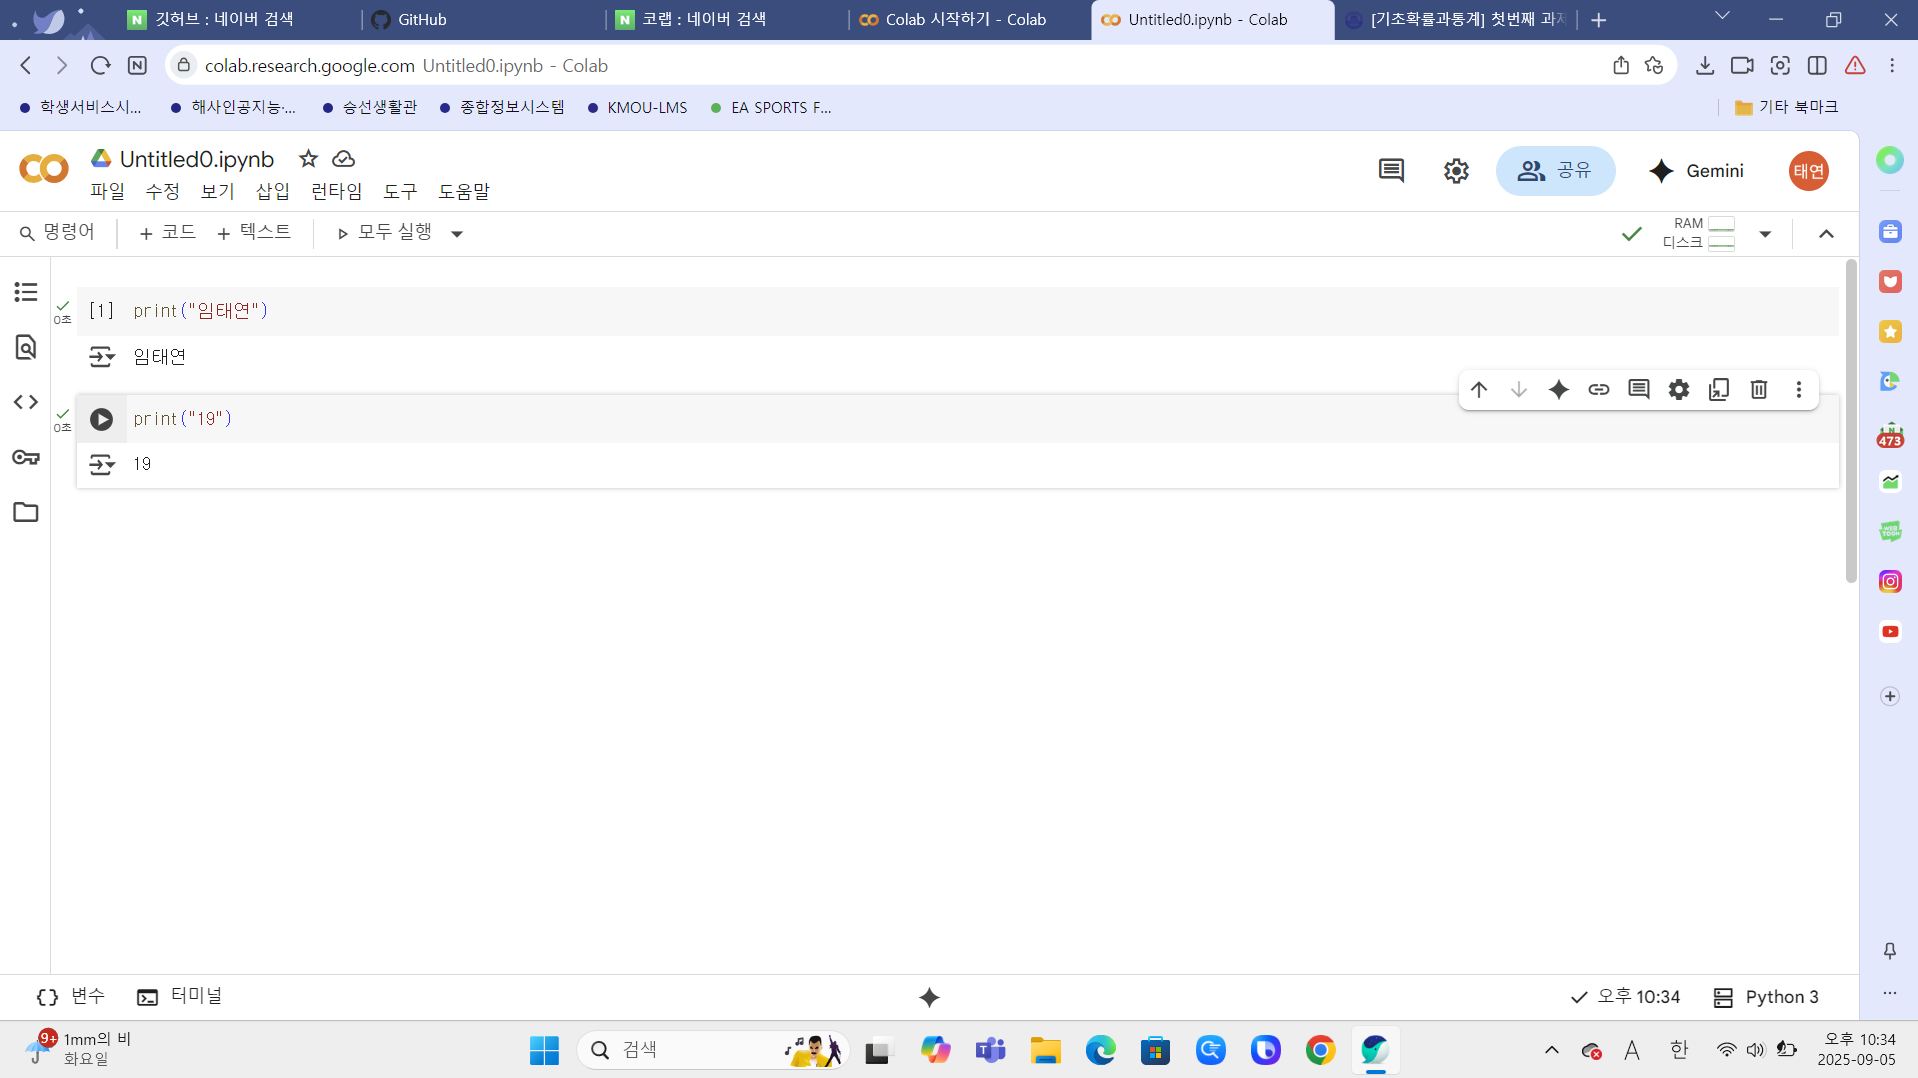 깃허브 : 네이버 검색
GitHub
코랩 : 네이버 검색
Colab 시작하기 - Colab
Untitled0.ipynb - Colab
[기초확률과통계] 첫번째 과제
colab.research.google.com Untitled0.ipynb - Colab
학생서비스시... 해사인공지능·... 승선생활관 종합정보시스템 KMOU-LMS EA SPORTS F... 기타 북마크
Untitled0.ipynb
파일 수정 보기 삽입 런타임 도구 도움말
공유 Gemini 태연
명령어 + 코드 + 텍스트 모두 실행
RAM
디스크
[1] print("임태연")
0초
임태연
print("19")
0초
19
473
WEB
TOON
변수 터미널 오후 10:34 Python 3
9+ 1mm의 비
화요일
검색
A 한
오후 10:34
2025-09-05